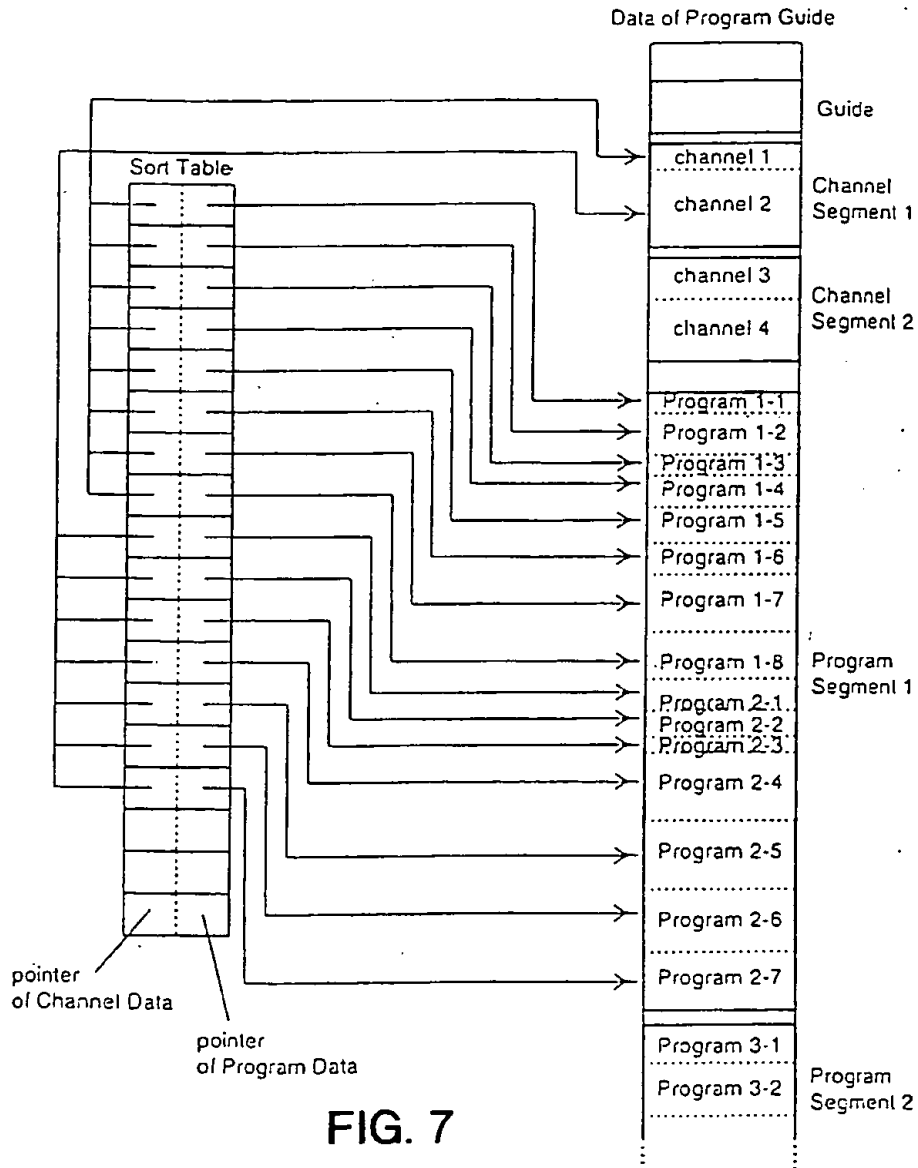 Data of Program Guide
Guide
Sort Table
channel 1
channel 2
Channel
Segment 1
channel 3
channel 4
Channel
Segment 2
Program 1-1
Program 1-2
Program 1-3
Program 1-4
Program 1-5
Program 1-6
Program 1-7
Program 1-8
Program 2-1
Program 2-2
Program 2-3
Program 2-4
Program 2-5
Program 2-6
Program 2-7
Program
Segment 1
Program 3-1
Program 3-2
Program
Segment 2
pointer
of Channel Data
pointer
of Program Data
FIG. 7